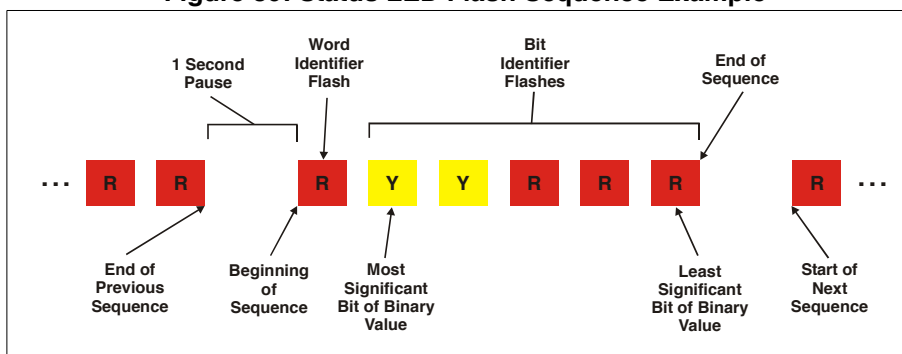 1 Second
Pause
Word
Identifier
Flash
Bit
Identifier
Flashes
End of
Sequence
... R R R Y Y R R R R ...
End of
Previous
Sequence
Beginning
of
Sequence
Most
Significant
Bit of Binary
Value
Least
Significant
Bit of Binary
Value
Start of
Next
Sequence